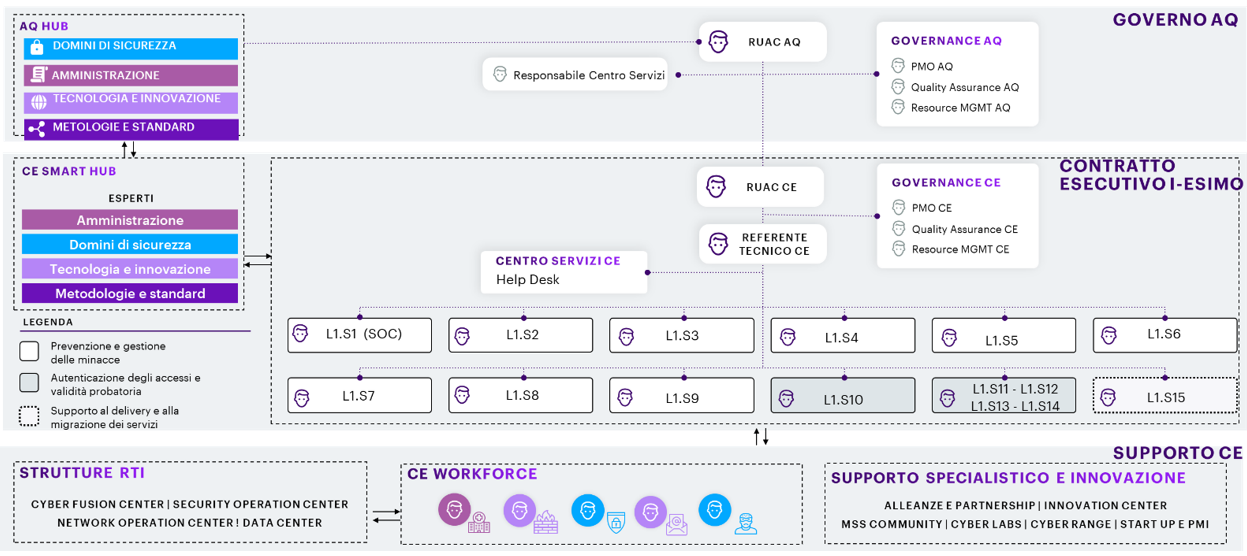 GOVERNO AQ
AQ HUB
DOMINI DI SICUREZZA
AMMINISTRAZIONE
TECNOLOGIA E INNOVAZIONE
METOLOGIE E STANDARD
RUAC AQ
Responsabile Centro Servizi
GOVERNANCE AQ
PMO AQ
Quality Assurance AQ
Resource MGMT AQ
CE SMART HUB
ESPERTI
Amministrazione
Domini di sicurezza
Tecnologia e innovazione
Metodologie e standard
LEGENDA
Prevenzione e gestione
delle minacce
Autenticazione degli accessi e
validità probatoria
Supporto al delivery e alla
migrazione dei servizi
CONTRATTO
ESECUTIVO I-ESIMO
RUAC CE
GOVERNANCE CE
PMO CE
Quality Assurance CE
Resource MGMT CE
REFERENTE
TECNICO CE
CENTRO SERVIZI CE
Help Desk
L1.S1 (SOC)
L1.S2
L1.S3
L1.S4
L1.S5
L1.S6
L1.S7
L1.S8
L1.S9
L1.S10
L1.S11 - L1.S12
L1.S13 - L1.S14
L1.S15
SUPPORTO CE
STRUTTURE RTI
CYBER FUSION CENTER | SECURITY OPERATION CENTER
NETWORK OPERATION CENTER ! DATA CENTER
CE WORKFORCE
SUPPORTO SPECIALISTICO E INNOVAZIONE
ALLEANZE E PARTNERSHIP | INNOVATION CENTER
MSS COMMUNITY | CYBER LABS | CYBER RANGE | START UP E PMI